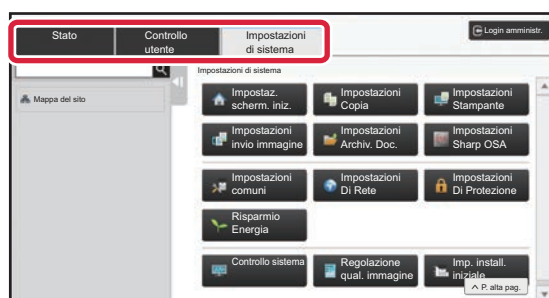 Stato
Controllo
utente
Impostazioni
di sistema
Login amministr.
Impostazioni di sistema
Mappa del sito
Impostaz.
scherm. iniz.
Impostazioni
Copia
Impostazioni
Stampante
Impostazioni
invio immagine
Impostazioni
Archiv. Doc.
Impostazioni
Sharp OSA
Impostazioni
comuni
Impostazioni
Di Rete
Impostazioni
Di Protezione
Risparmio
Energia
Controllo sistema
Regolazione
qual. immagine
Imp. install.
iniziale
P. alta pag.